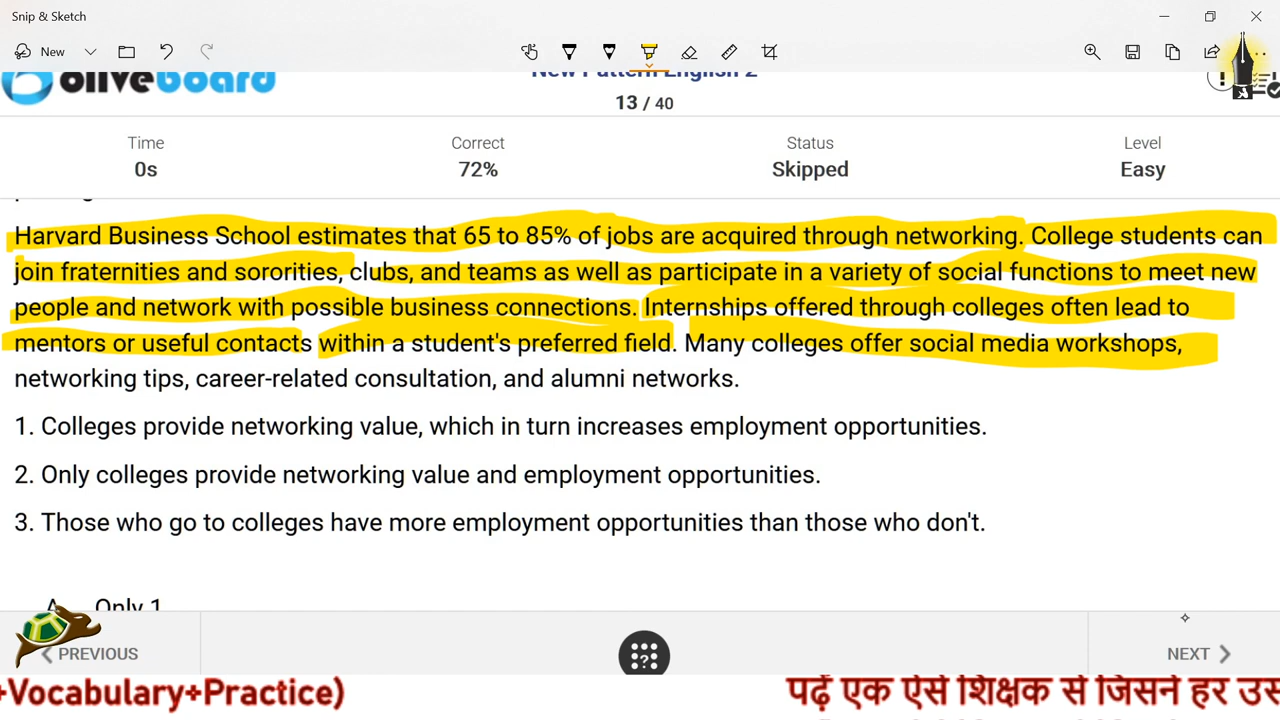 Snip & Sketch
New
oliveboard
New Pattern English 2
13 / 40
Time
0s
Correct
72%
Status
Skipped
Level
Easy
Harvard Business School estimates that 65 to 85% of jobs are acquired through networking. College students can
join fraternities and sororities, clubs, and teams as well as participate in a variety of social functions to meet new
people and network with possible business connections. Internships offered through colleges often lead to
mentors or useful contacts within a student's preferred field. Many colleges offer social media workshops,
networking tips, career-related consultation, and alumni networks.
1. Colleges provide networking value, which in turn increases employment opportunities.
2. Only colleges provide networking value and employment opportunities.
3. Those who go to colleges have more employment opportunities than those who don't.
A Only 1
PREVIOUS
?
NEXT
+Vocabulary+Practice)
पढ़ें एक ऐसे शिक्षक से जिसने हर उस